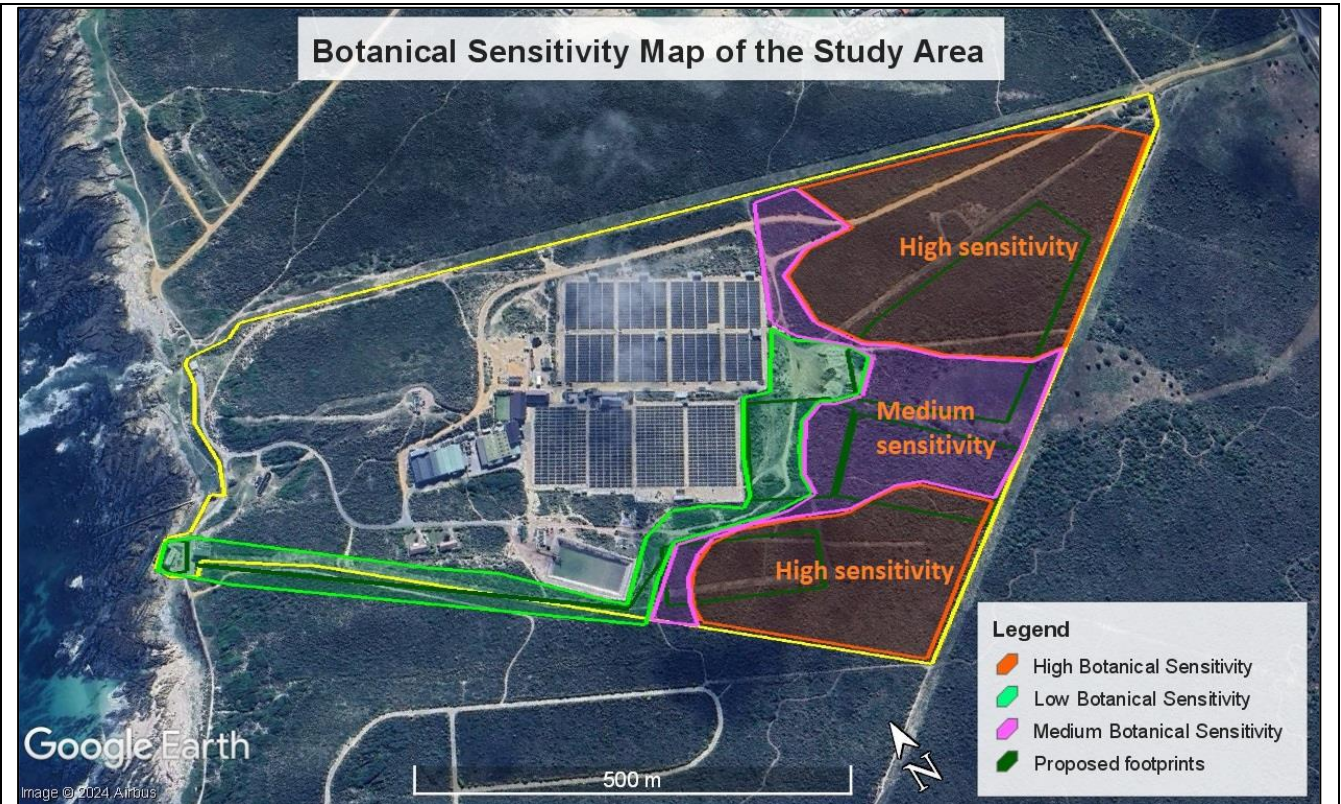 Botanical Sensitivity Map of the Study Area
High sensitivity
Medium
sensitivity
High sensitivity
Legend
High Botanical Sensitivity
Low Botanical Sensitivity
Medium Botanical Sensitivity
Proposed footprints
Google Earth
N
500 m
Image © 2024 Airbus